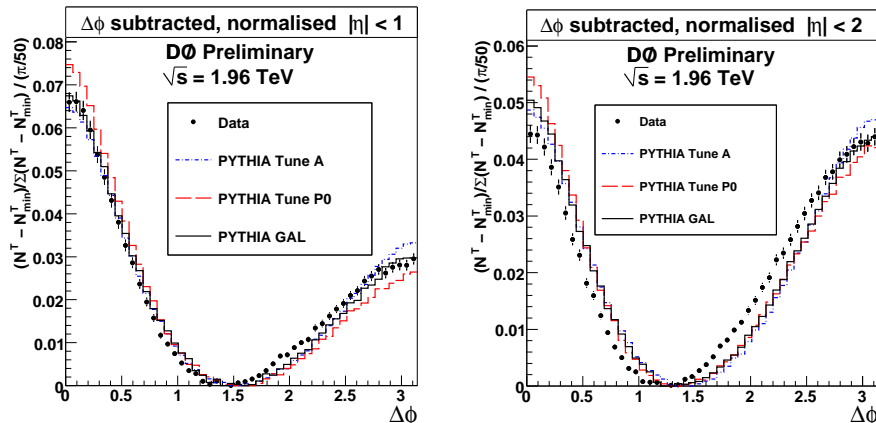 Δϕ subtracted, normalised |η| < 1
(N^T − N^T_min)/Σ(N^T − N^T_min) / (π/50)
0.08
0.07
0.06
0.05
0.04
0.03
0.02
0.01
0
DØ Preliminary
√s = 1.96 TeV
Data
PYTHIA Tune A
PYTHIA Tune P0
PYTHIA GAL
0 0.5 1 1.5 2 2.5 3
Δϕ
Δϕ subtracted, normalised |η| < 2
(N^T − N^T_min)/Σ(N^T − N^T_min) / (π/50)
0.06
0.05
0.04
0.03
0.02
0.01
0
DØ Preliminary
√s = 1.96 TeV
Data
PYTHIA Tune A
PYTHIA Tune P0
PYTHIA GAL
0 0.5 1 1.5 2 2.5 3
Δϕ